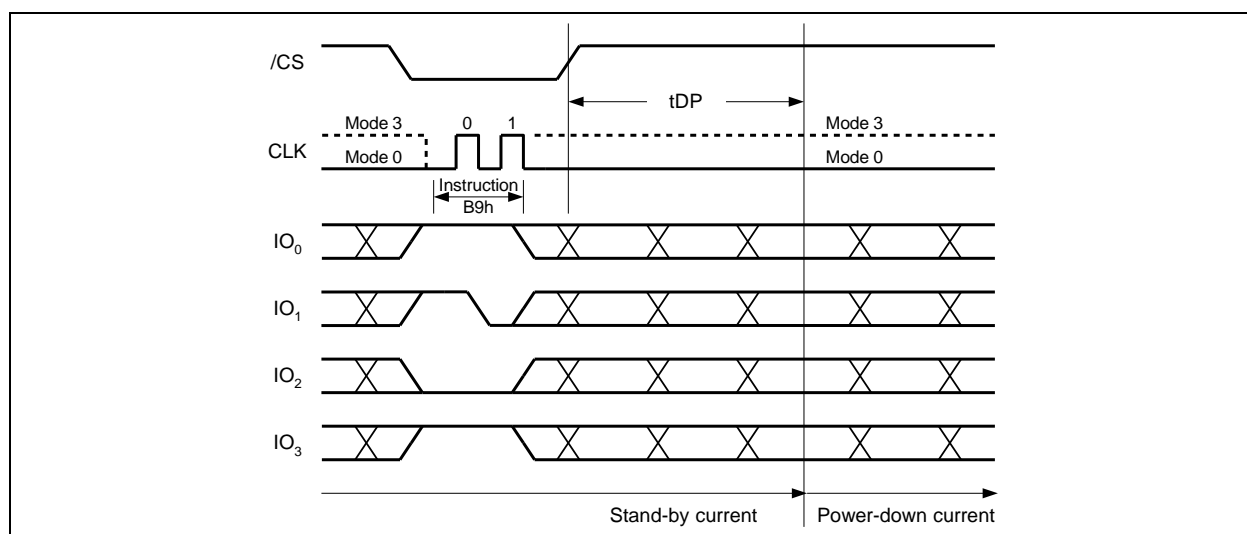 /CS
tDP
Mode 3 0 1 Mode 3
CLK Mode 0 Mode 0
Instruction
B9h
IO0
IO1
IO2
IO3
Stand-by current Power-down current